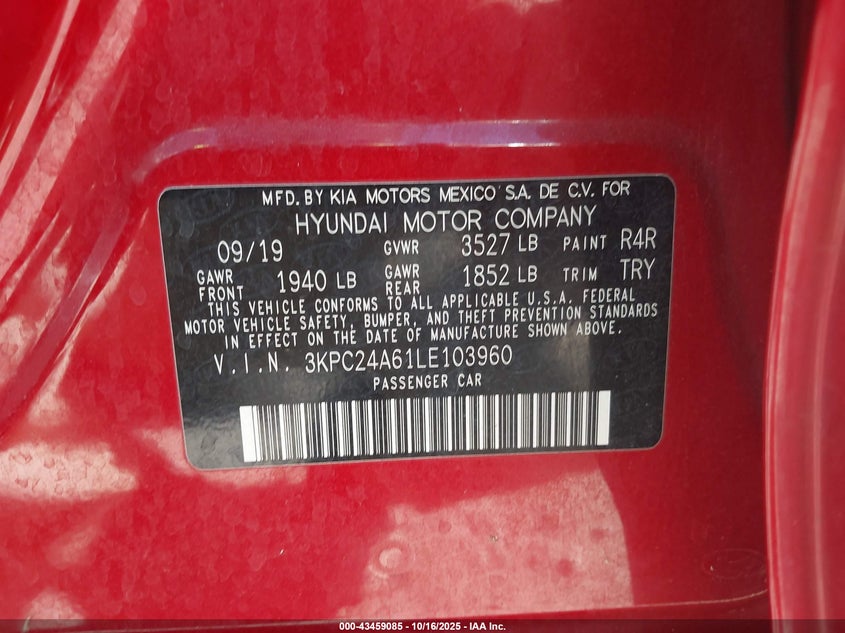 MFD. BY KIA MOTORS MEXICO S.A. DE C.V. FOR
HYUNDAI MOTOR COMPANY
09/19 GVWR 3527 LB PAINT R4R
GAWR FRONT 1940 LB GAWR REAR 1852 LB TRIM TRY
THIS VEHICLE CONFORMS TO ALL APPLICABLE U.S.A. FEDERAL
MOTOR VEHICLE SAFETY, BUMPER, AND THEFT PREVENTION STANDARDS
IN EFFECT ON THE DATE OF MANUFACTURE SHOWN ABOVE.
V.I.N. 3KPC24A61LE103960
PASSENGER CAR
000-43459085 - 10/16/2025 - IAA Inc.